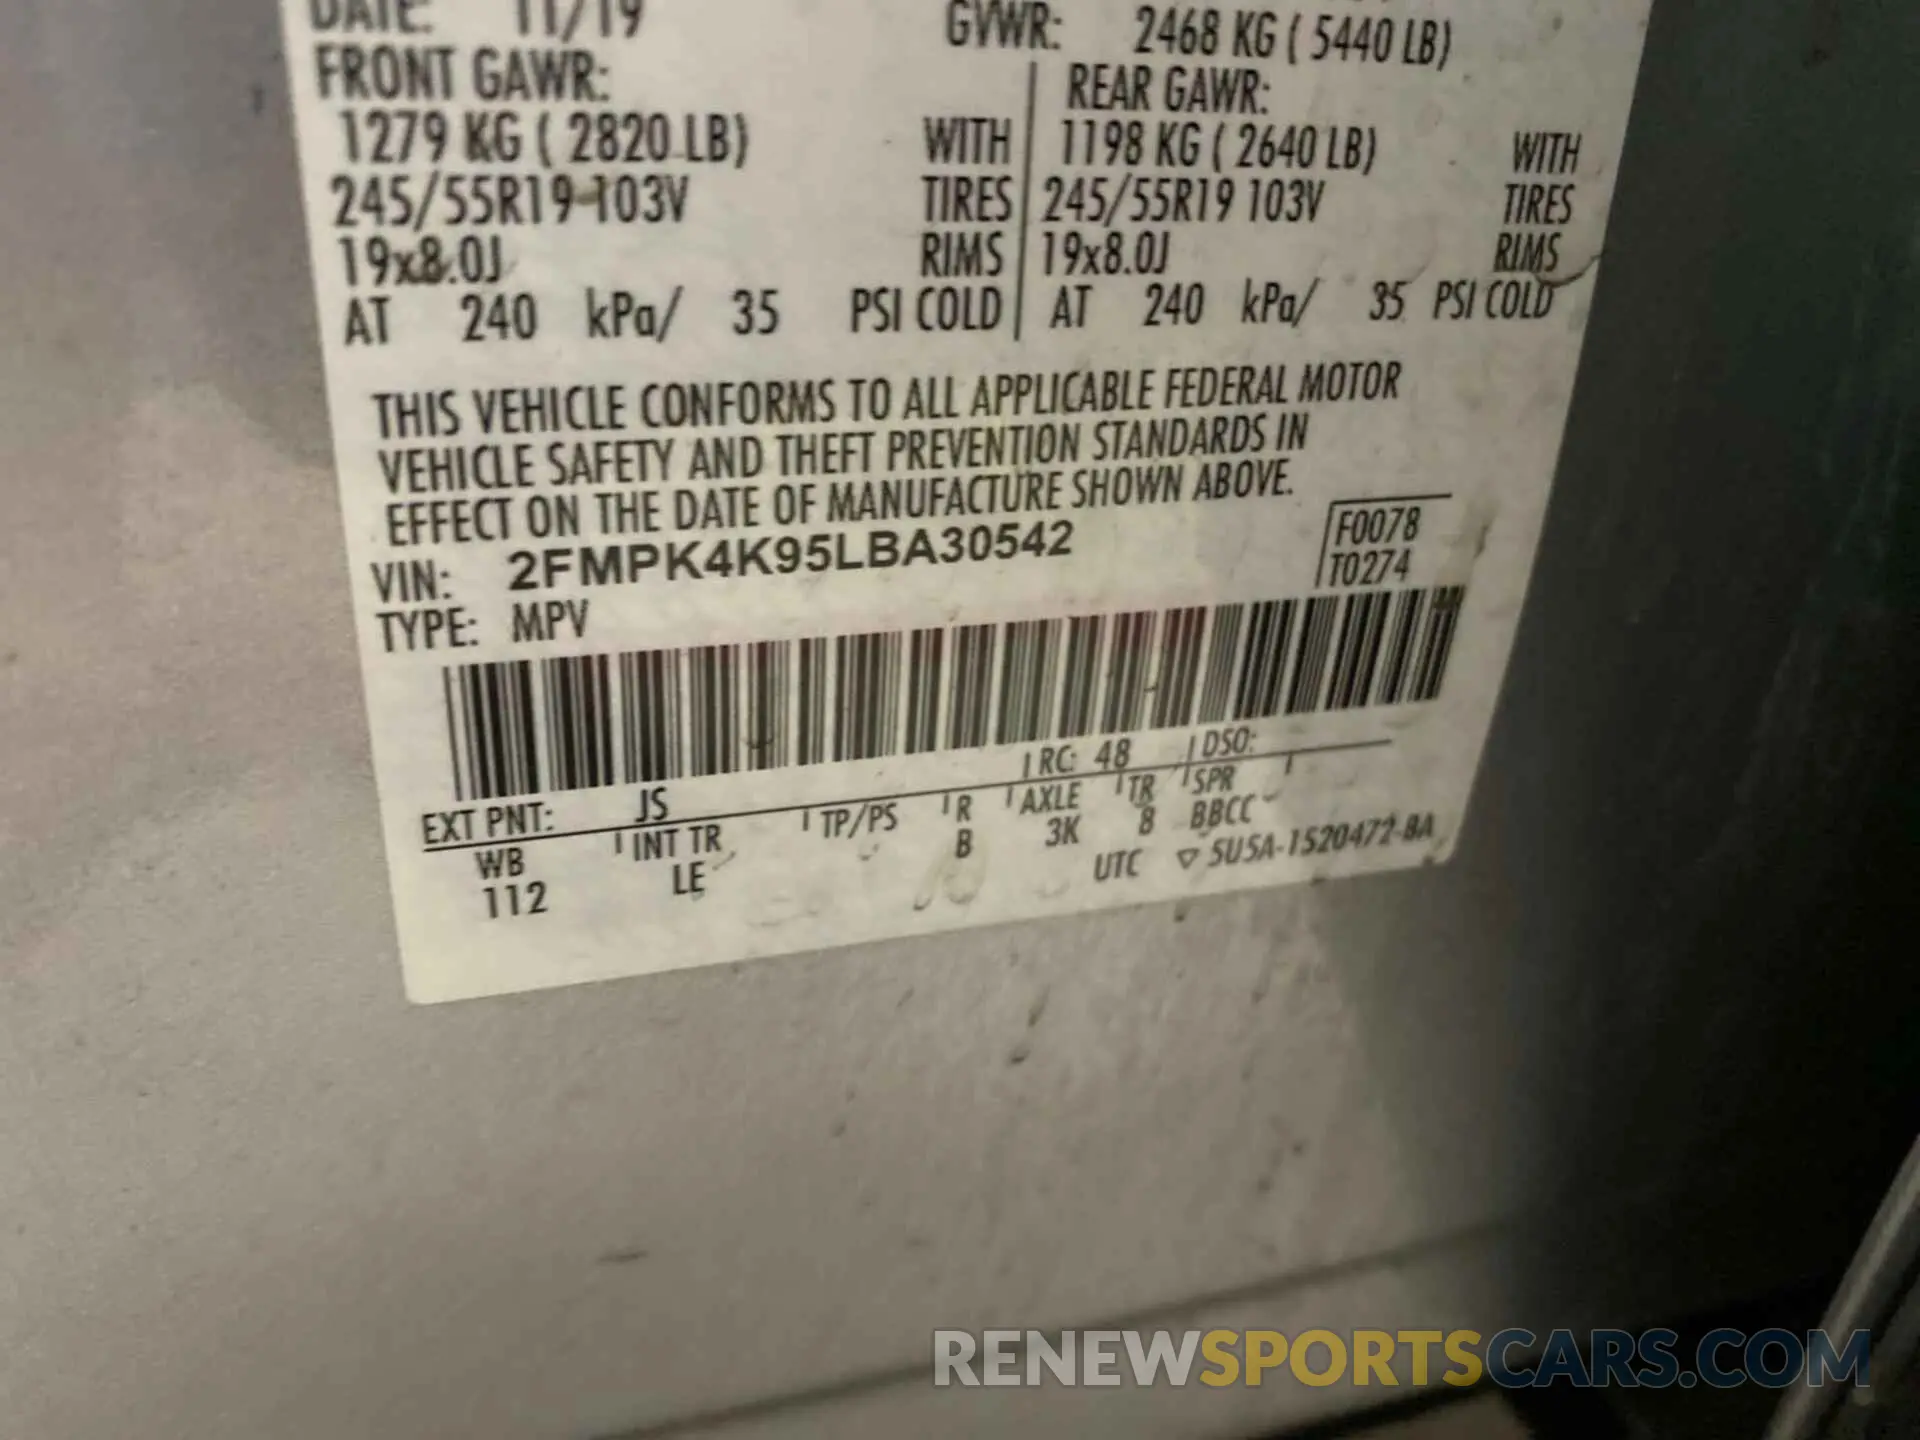 DATE: 11/19 GVWR: 2468 KG ( 5440 LB)
FRONT GAWR: REAR GAWR:
1279 KG ( 2820 LB) WITH 1198 KG ( 2640 LB) WITH
245/55R19 103V TIRES 245/55R19 103V TIRES
19x8.0J RIMS 19x8.0J RIMS
AT 240 kPa/ 35 PSI COLD AT 240 kPa/ 35 PSI COLD
THIS VEHICLE CONFORMS TO ALL APPLICABLE FEDERAL MOTOR
VEHICLE SAFETY AND THEFT PREVENTION STANDARDS IN
EFFECT ON THE DATE OF MANUFACTURE SHOWN ABOVE.
F0078
VIN: 2FMPK4K95LBA30542
T0274
TYPE: MPV
RC: 48 DSO:
EXT PNT: JS
WB INT TR TP/PS R AXLE TR SPR
112 LE B 3K 8 BBCC
UTC ▽ 5U5A-1520472-BA
RENEWSPORTSCARS.COM